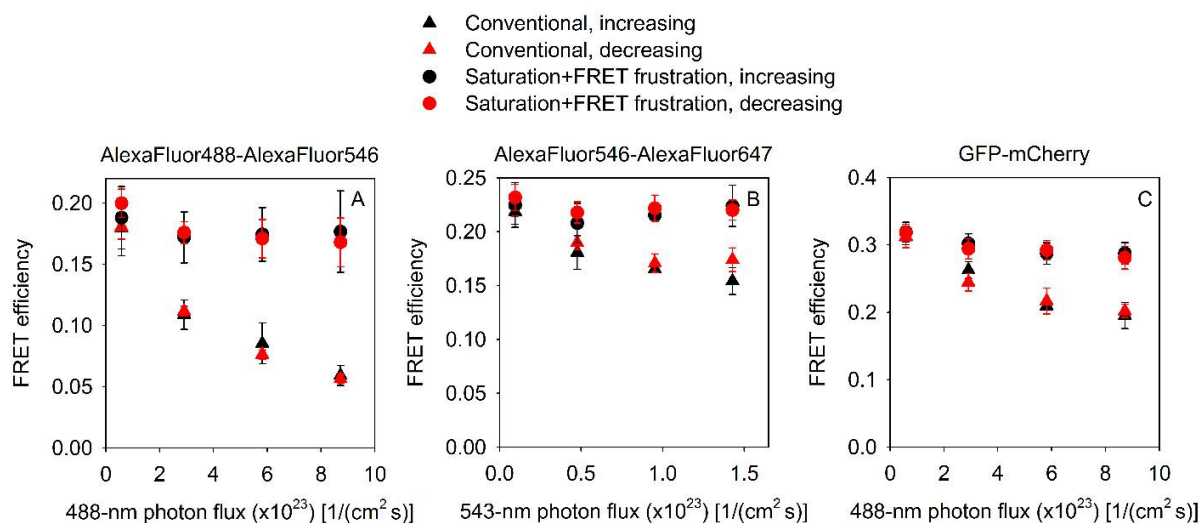 Conventional, increasing
Conventional, decreasing
Saturation+FRET frustration, increasing
Saturation+FRET frustration, decreasing
AlexaFluor488-AlexaFluor546
A
FRET efficiency
0.20
0.15
0.10
0.05
0.00
0 2 4 6 8 10
488-nm photon flux (x10²³) [1/(cm² s)]
AlexaFluor546-AlexaFluor647
B
FRET efficiency
0.25
0.20
0.15
0.10
0.05
0.00
0.0 0.5 1.0 1.5
543-nm photon flux (x10²³) [1/(cm² s)]
GFP-mCherry
C
FRET efficiency
0.4
0.3
0.2
0.1
0.0
0 2 4 6 8 10
488-nm photon flux (x10²³) [1/(cm² s)]